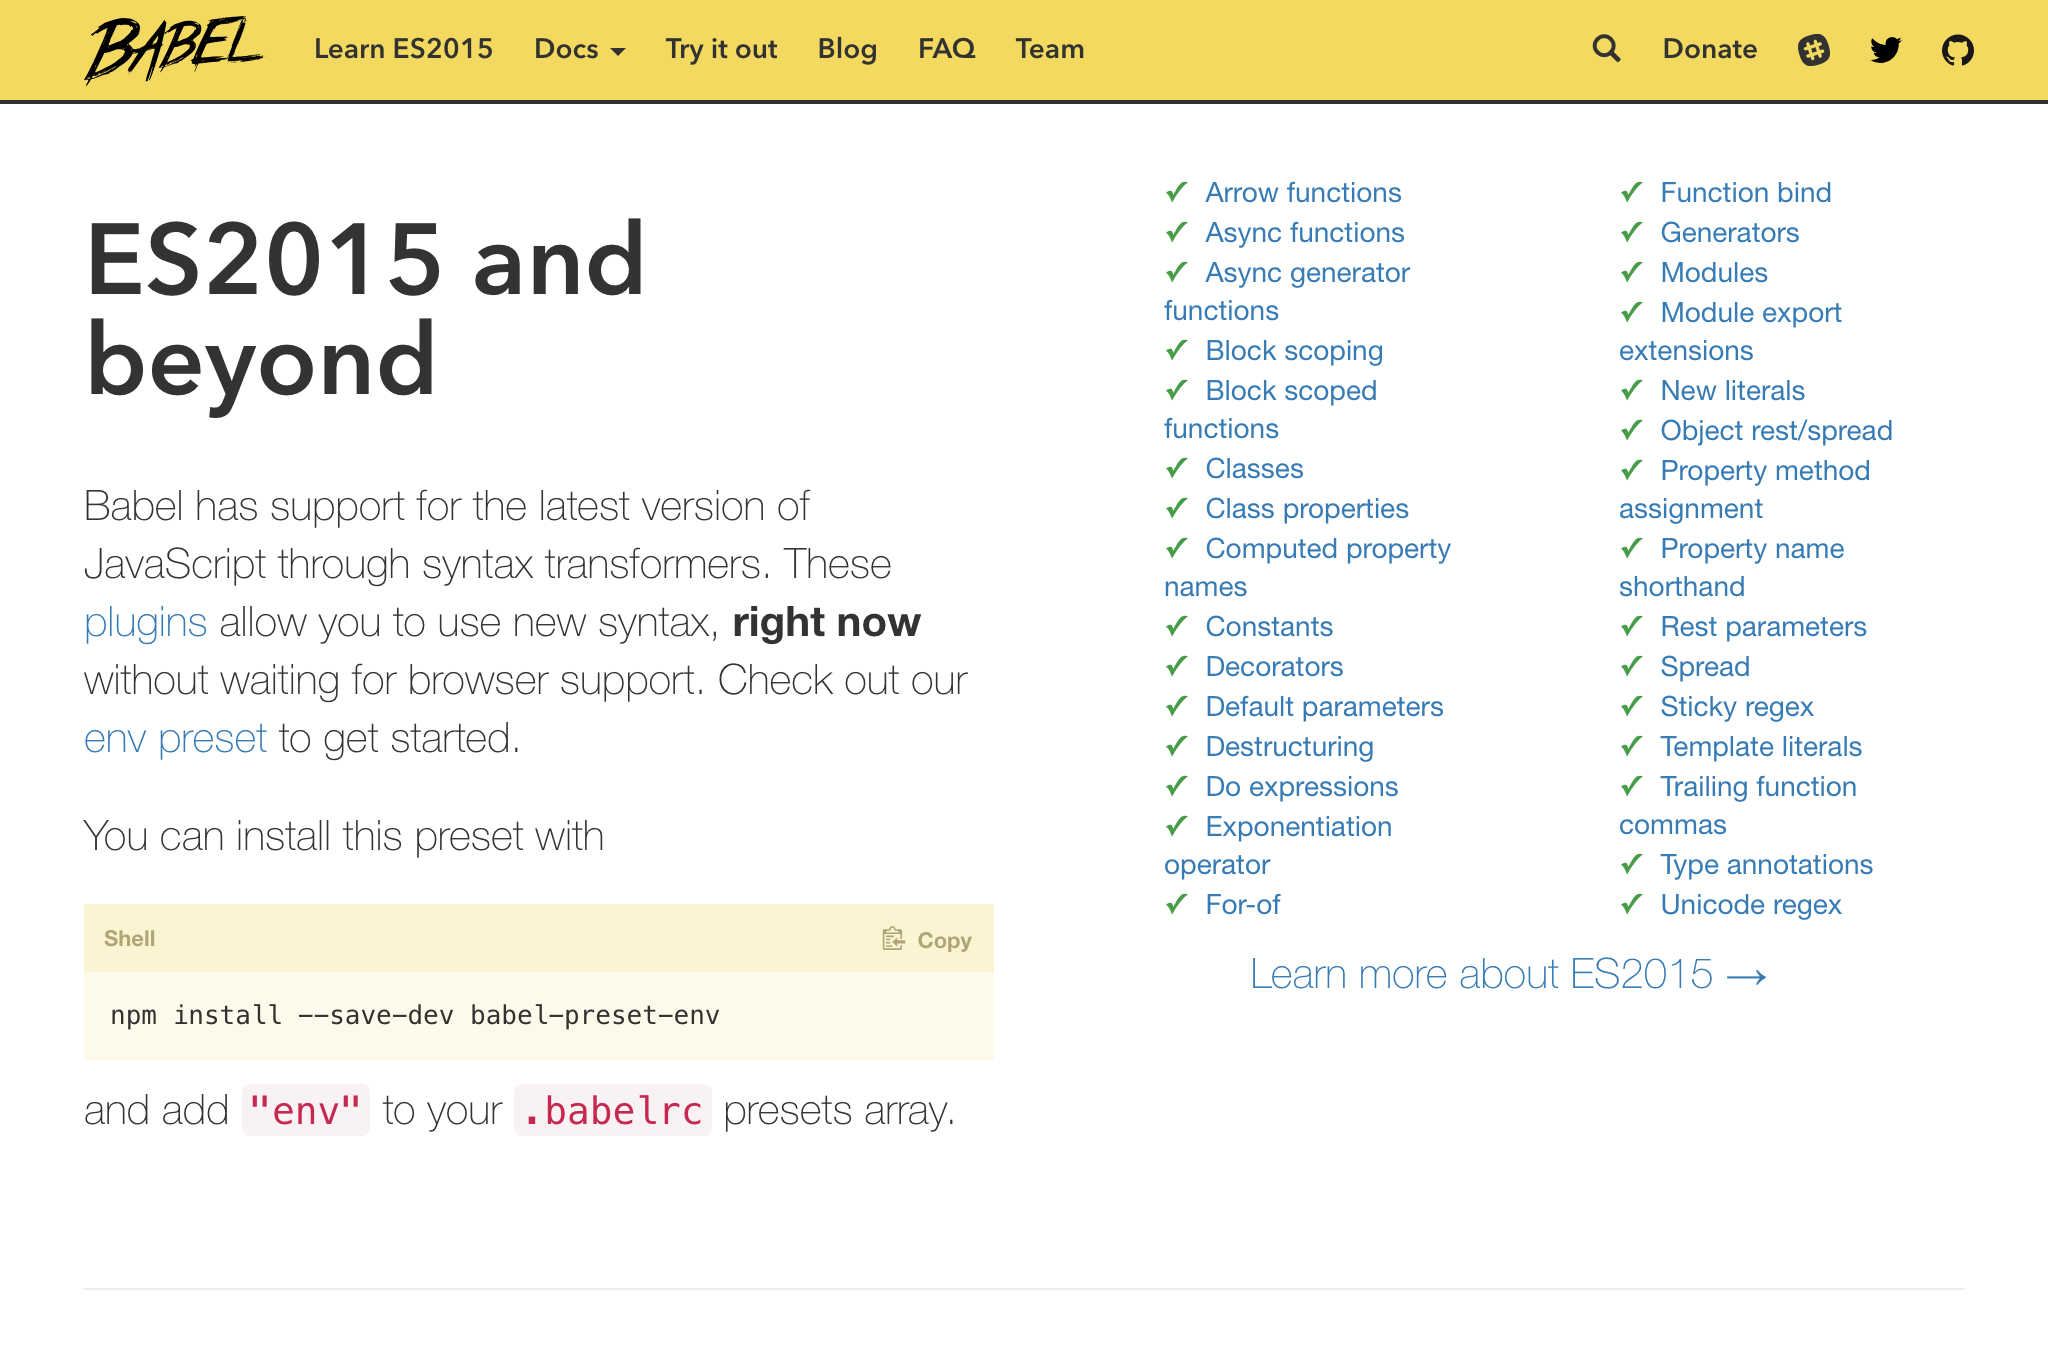 BABEL Learn ES2015 Docs Try it out Blog FAQ Team Donate
ES2015 and
beyond
Babel has support for the latest version of
JavaScript through syntax transformers. These
plugins allow you to use new syntax, right now
without waiting for browser support. Check out our
env preset to get started.
You can install this preset with
Shell Copy
npm install --save-dev babel-preset-env
and add "env" to your .babelrc presets array.
✓ Arrow functions
✓ Async functions
✓ Async generator
functions
✓ Block scoping
✓ Block scoped
functions
✓ Classes
✓ Class properties
✓ Computed property
names
✓ Constants
✓ Decorators
✓ Default parameters
✓ Destructuring
✓ Do expressions
✓ Exponentiation
operator
✓ For-of
✓ Function bind
✓ Generators
✓ Modules
✓ Module export
extensions
✓ New literals
✓ Object rest/spread
✓ Property method
assignment
✓ Property name
shorthand
✓ Rest parameters
✓ Spread
✓ Sticky regex
✓ Template literals
✓ Trailing function
commas
✓ Type annotations
✓ Unicode regex
Learn more about ES2015 →